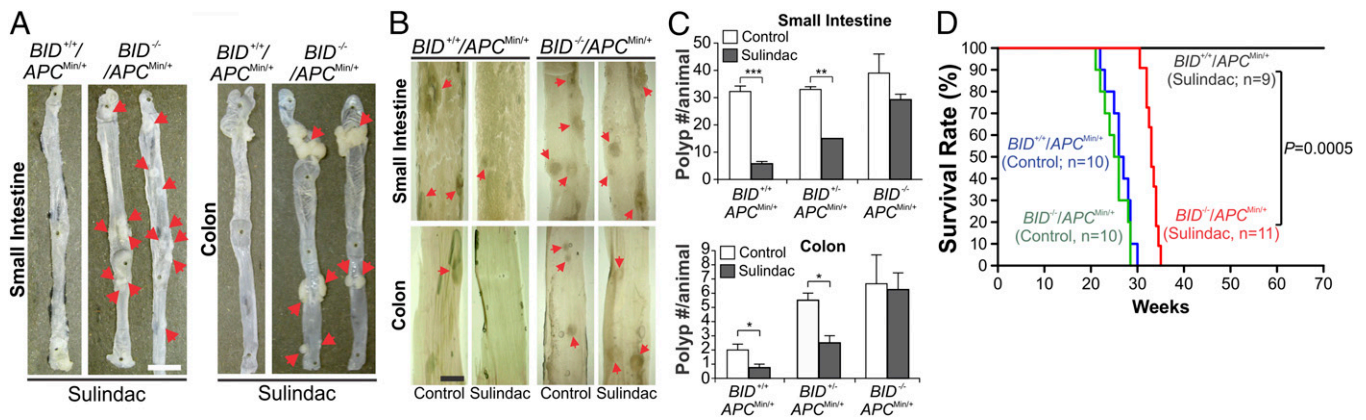 A
BID+/+/
APCMin/+
BID-/-
/APCMin/+
BID+/+/
APCMin/+
BID-/-
/APCMin/+
Small Intestine
Colon
Sulindac
Sulindac
B
BID+/+/APCMin/+
BID-/-/APCMin/+
Small Intestine
Colon
Control
Sulindac
Control
Sulindac
C
Small Intestine
Control
Sulindac
Polyp #/animal
40
30
20
10
0
***
**
BID+/+
APCMin/+
BID+/-
APCMin/+
BID-/-
APCMin/+
Colon
Control
Sulindac
Polyp #/animal
9
8
7
6
5
4
3
2
1
0
*
*
BID+/+
APCMin/+
BID+/-
APCMin/+
BID-/-
APCMin/+
D
Survival Rate (%)
100
90
80
70
60
50
40
30
20
10
0
BID+/+/APCMin/+
(Sulindac, n=9)
BID+/+/APCMin/+
(Control; n=10)
P=0.0005
BID-/-/APCMin/+
(Control, n=10)
BID-/-/APCMin/+
(Sulindac, n=11)
0 10 20 30 40 50 60 70
Weeks